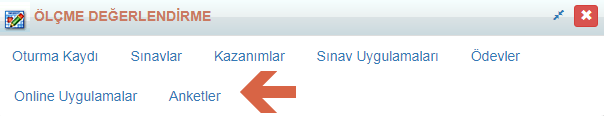 ÖLÇME DEĞERLENDİRME
Oturma Kaydı Sınavlar Kazanımlar Sınav Uygulamaları Ödevler
Online Uygulamalar Anketler